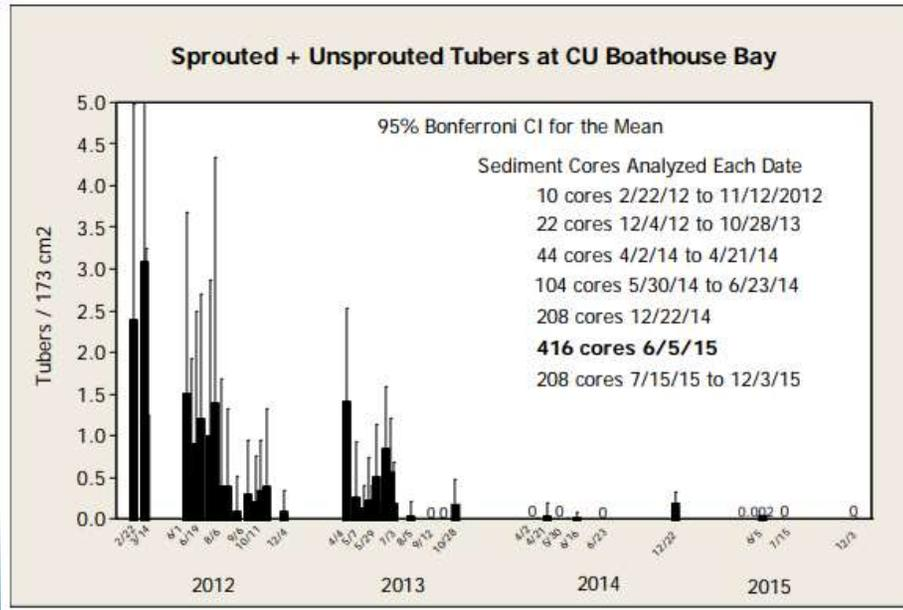 Sprouted + Unsprouted Tubers at CU Boathouse Bay
95% Bonferroni CI for the Mean
Sediment Cores Analyzed Each Date
10 cores 2/22/12 to 11/12/2012
22 cores 12/4/12 to 10/28/13
44 cores 4/2/14 to 4/21/14
104 cores 5/30/14 to 6/23/14
208 cores 12/22/14
416 cores 6/5/15
208 cores 7/15/15 to 12/3/15
Tubers / 173 cm2
5.0
4.5
4.0
3.5
3.0
2.5
2.0
1.5
1.0
0.5
0.0
0 0 0 0 0 0.002 0 0
2/22 3/14 6/1 6/19 8/6 9/6 10/11 12/4 4/4 5/7 5/29 7/3 8/5 9/12 10/28 4/2 4/21 5/30 6/16 6/23 12/22 6/5 7/15 12/3
2012 2013 2014 2015